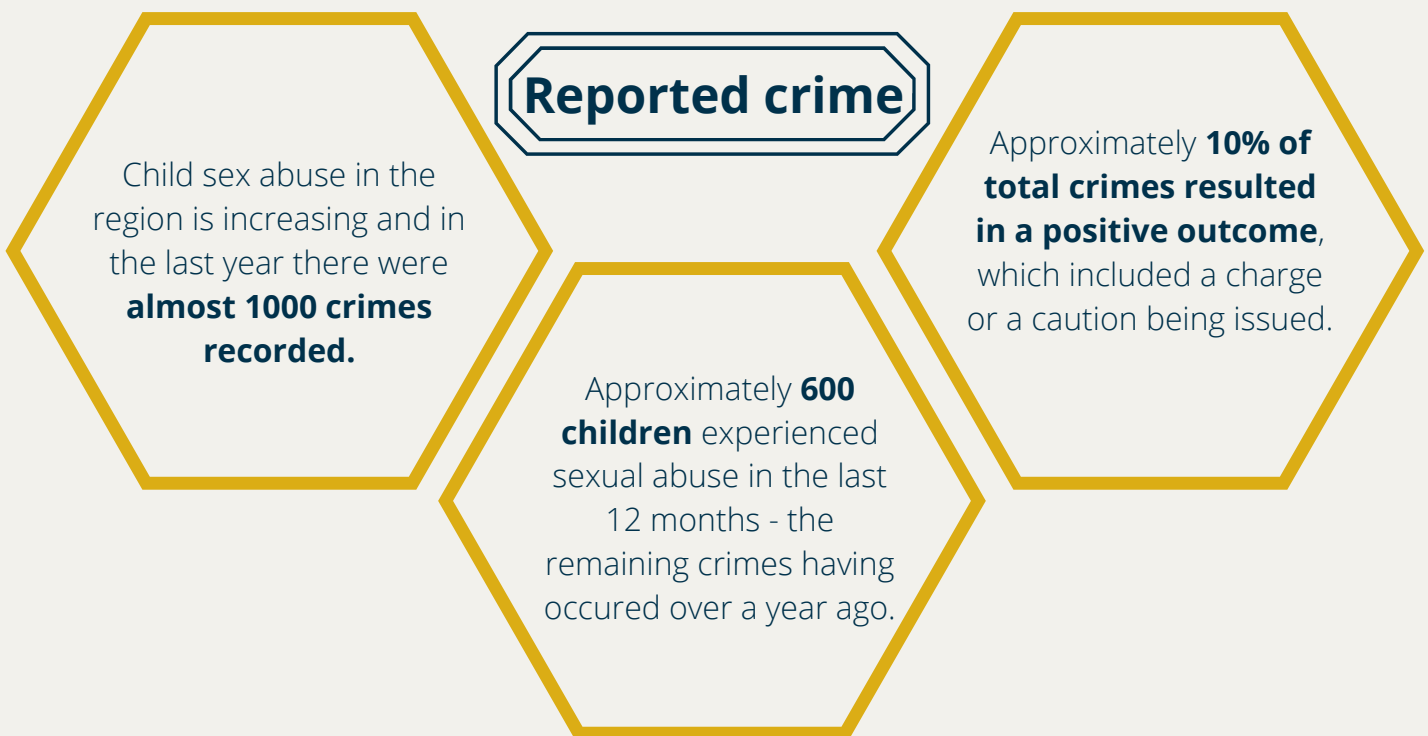 Reported crime
Child sex abuse in the
region is increasing and in
the last year there were
almost 1000 crimes
recorded.
Approximately 600
children experienced
sexual abuse in the last
12 months - the
remaining crimes having
occured over a year ago.
Approximately 10% of
total crimes resulted
in a positive outcome,
which included a charge
or a caution being issued.